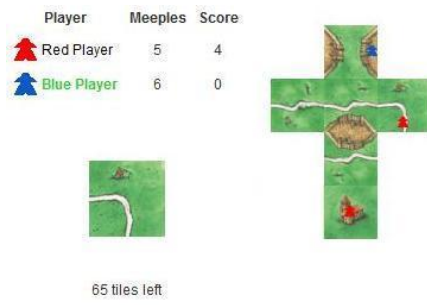 Player Meeples Score
Red Player 5 4
Blue Player 6 0
65 tiles left